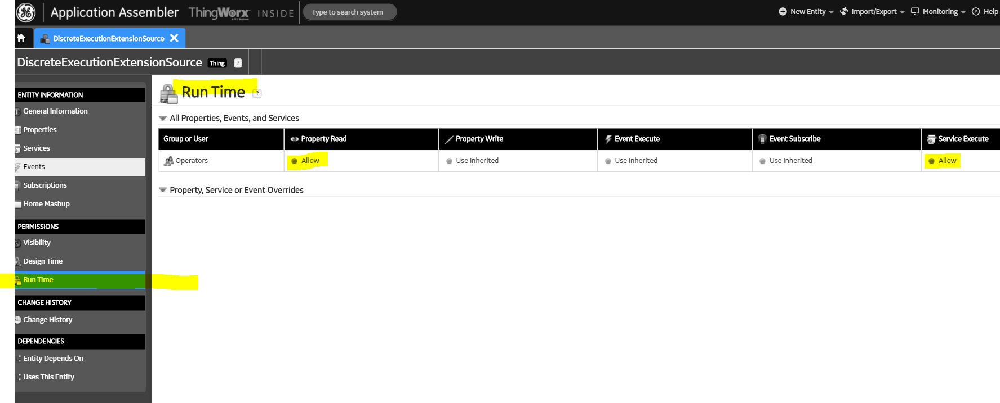 Application Assembler ThingWorx INSIDE Type to search system New Entity Import/Export Monitoring ? Help
DiscreteExecutionExtensionSource
DiscreteExecutionExtensionSource Thing ?
ENTITY INFORMATION
General Information
Properties
Services
Events
Subscriptions
Home Mashup
PERMISSIONS
Visibility
Design Time
Run Time
CHANGE HISTORY
Change History
DEPENDENCIES
Entity Depends On
Uses This Entity
Run Time ?
All Properties, Events, and Services
Group or User Property Read Property Write Event Execute Event Subscribe Service Execute
Operators Allow Use Inherited Use Inherited Use Inherited Allow
Property, Service or Event Overrides